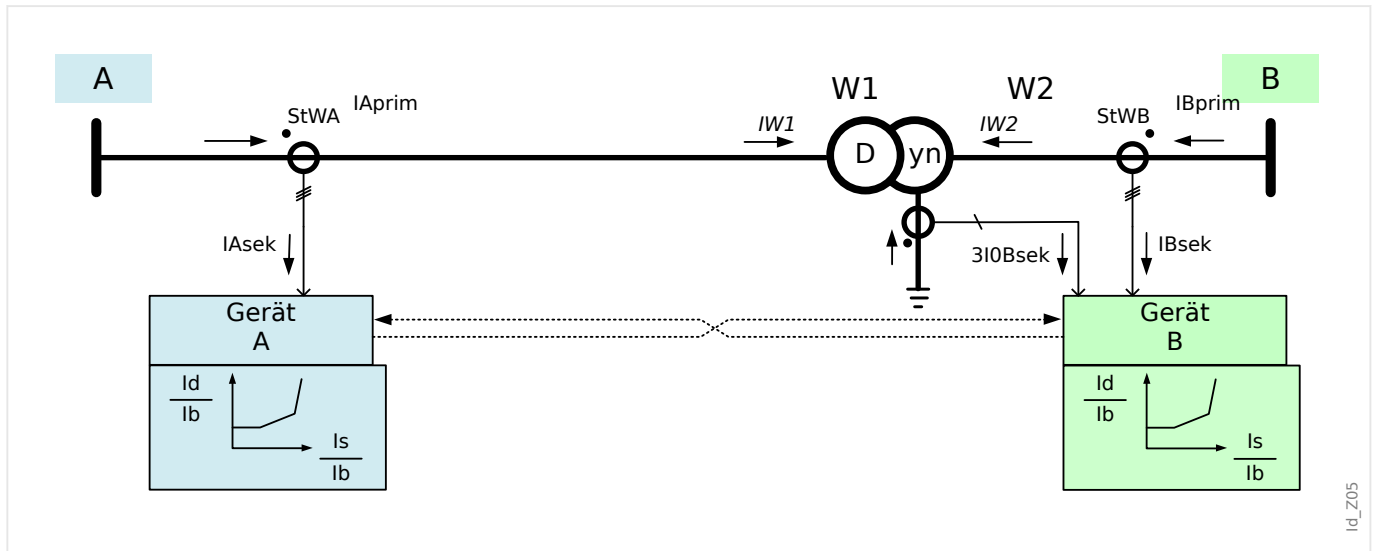 A
B
W1
W2
StWA
IAprim
IW1
IW2
StWB
IBprim
D
yn
IAsek
3I0Bsek
IBsek
Gerät
A
Gerät
B
Id
Ib
Is
Ib
Id
Ib
Is
Ib
Id_Z05